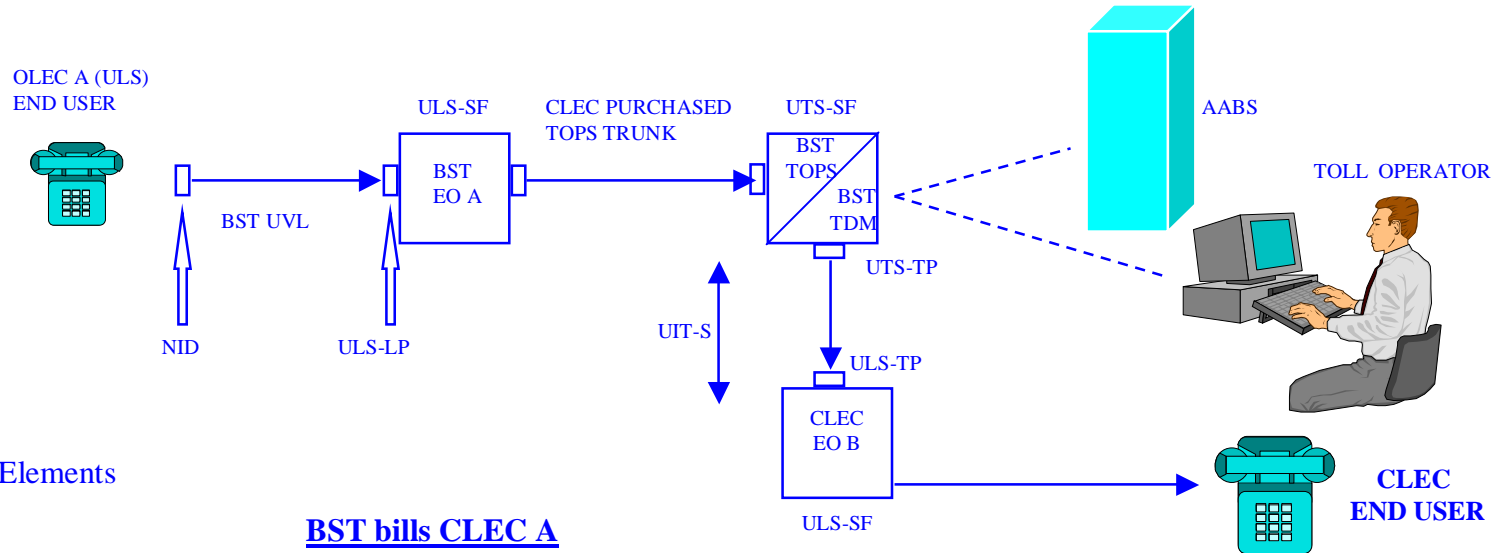 OLEC A (ULS)
END USER
ULS-SF
CLEC PURCHASED
TOPS TRUNK
UTS-SF
AABS
BST
EO A
BST
TOPS
BST
TDM
TOLL OPERATOR
BST UVL
UTS-TP
NID
ULS-LP
UIT-S
ULS-TP
CLEC
EO B
Elements
CLEC
END USER
ULS-SF
BST bills CLEC A